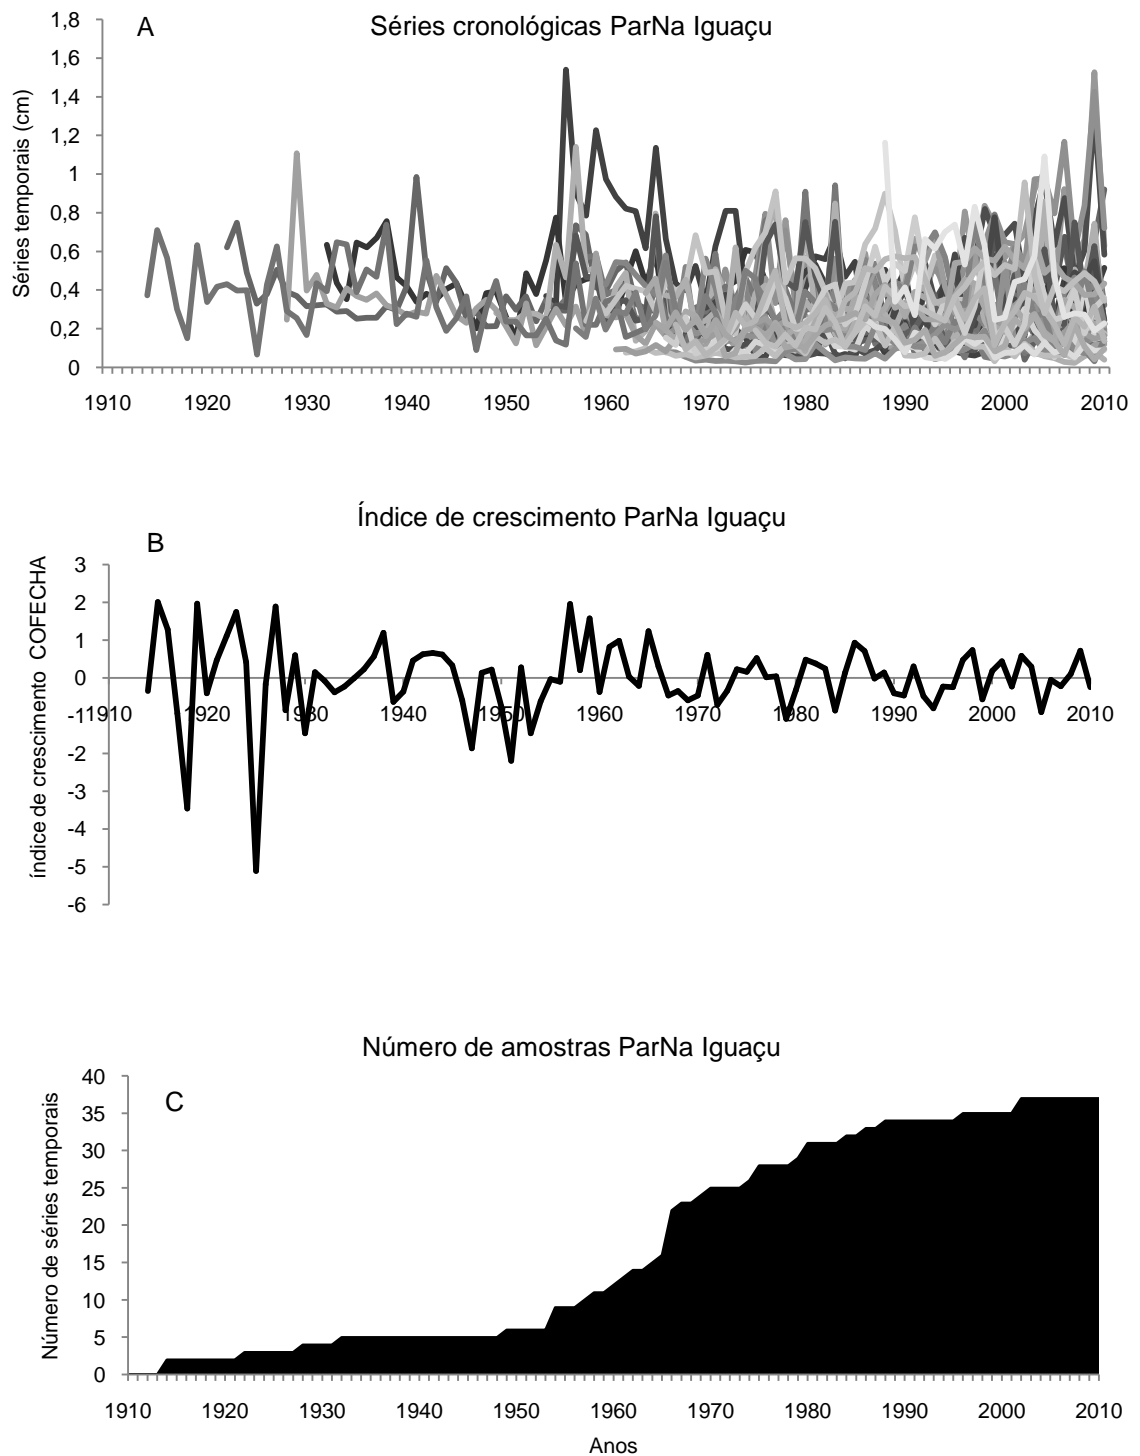 A
Séries cronológicas ParNa Iguaçu
Séries temporais (cm)
1,8
1,6
1,4
1,2
1
0,8
0,6
0,4
0,2
0
1910 1920 1930 1940 1950 1960 1970 1980 1990 2000 2010
Índice de crescimento ParNa Iguaçu
B
índice de crescimento COFECHA
3
2
1
0
-1
-2
-3
-4
-5
-6
1910 1920 1930 1940 1950 1960 1970 1980 1990 2000 2010
Número de amostras ParNa Iguaçu
C
Número de séries temporais
40
35
30
25
20
15
10
5
0
1910 1920 1930 1940 1950 1960 1970 1980 1990 2000 2010
Anos